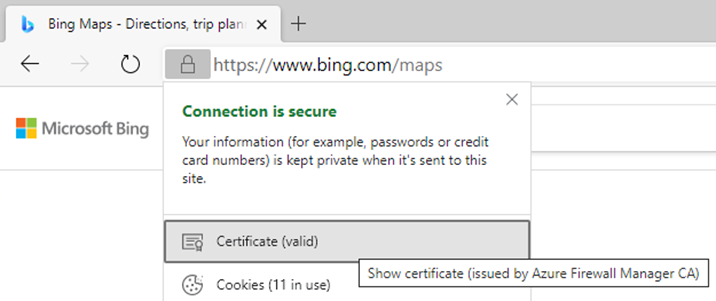 Bing Maps - Directions, trip plan
https://www.bing.com/maps
Microsoft Bing
Connection is secure
Your information (for example, passwords or credit
card numbers) is kept private when it's sent to this
site.
Certificate (valid)
Show certificate (issued by Azure Firewall Manager CA)
Cookies (11 in use)